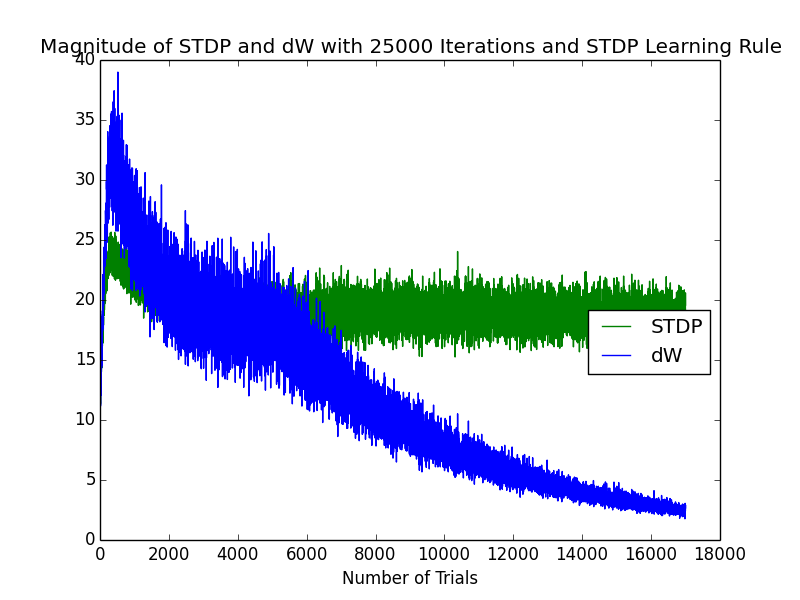 Magnitude of STDP and dW with 25000 Iterations and STDP Learning Rule
40
35
30
25
20
15
10
5
0
STDP
dW
0 2000 4000 6000 8000 10000 12000 14000 16000 18000
Number of Trials